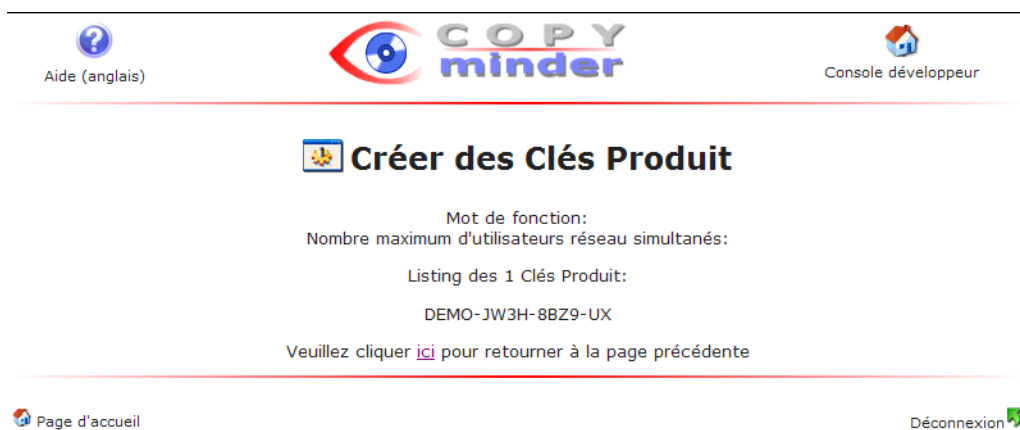 Aide (anglais)
COPY
minder
Console développeur
Créer des Clés Produit
Mot de fonction:
Nombre maximum d'utilisateurs réseau simultanés:
Listing des 1 Clés Produit:
DEMO-JW3H-8BZ9-UX
Veuillez cliquer ici pour retourner à la page précédente
Page d'accueil
Déconnexion